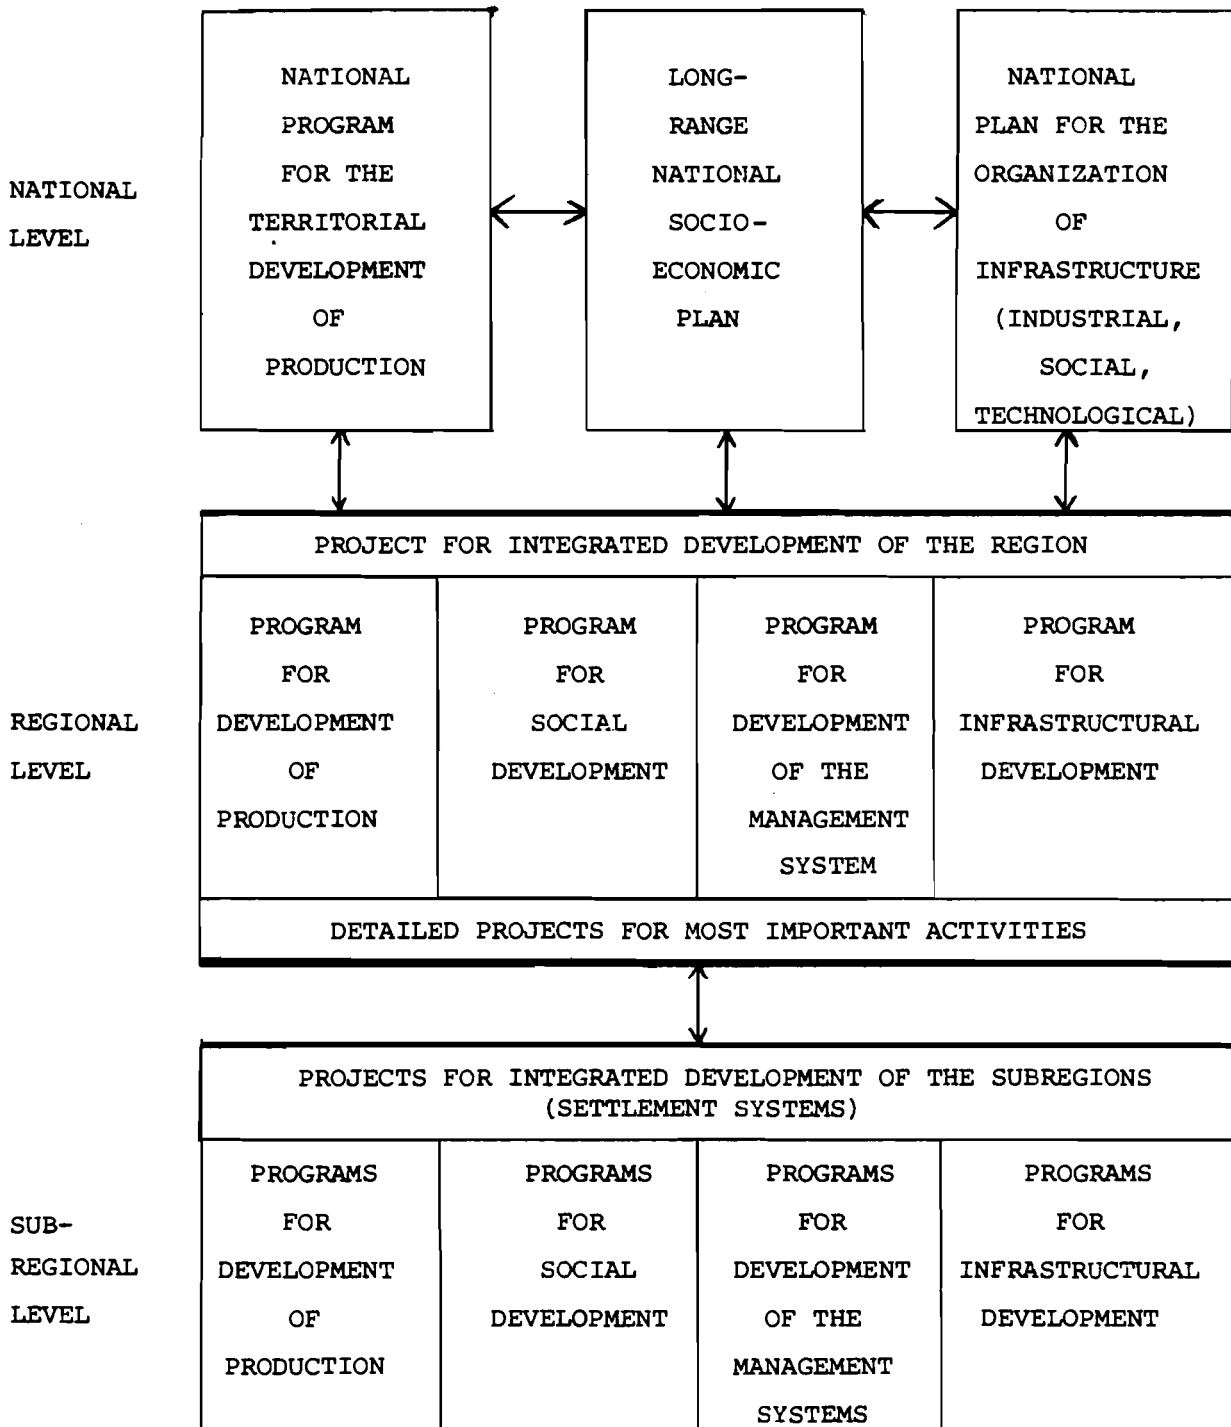 NATIONAL
LEVEL
NATIONAL
PROGRAM
FOR THE
TERRITORIAL
DEVELOPMENT
OF
PRODUCTION
LONG-
RANGE
NATIONAL
SOCIO-
ECONOMIC
PLAN
NATIONAL
PLAN FOR THE
ORGANIZATION
OF
INFRASTRUCTURE
(INDUSTRIAL,
SOCIAL,
TECHNOLOGICAL)
REGIONAL
LEVEL
PROJECT FOR INTEGRATED DEVELOPMENT OF THE REGION
PROGRAM
FOR
DEVELOPMENT
OF
PRODUCTION
PROGRAM
FOR
SOCIAL
DEVELOPMENT
PROGRAM
FOR
DEVELOPMENT
OF THE
MANAGEMENT
SYSTEM
PROGRAM
FOR
INFRASTRUCTURAL
DEVELOPMENT
DETAILED PROJECTS FOR MOST IMPORTANT ACTIVITIES
SUB-
REGIONAL
LEVEL
PROJECTS FOR INTEGRATED DEVELOPMENT OF THE SUBREGIONS
(SETTLEMENT SYSTEMS)
PROGRAMS
FOR
DEVELOPMENT
OF
PRODUCTION
PROGRAMS
FOR
SOCIAL
DEVELOPMENT
PROGRAMS
FOR
DEVELOPMENT
OF THE
MANAGEMENT
SYSTEMS
PROGRAMS
FOR
INFRASTRUCTURAL
DEVELOPMENT